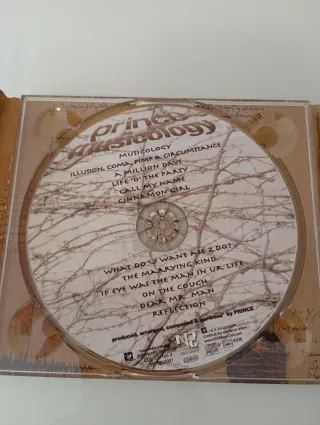 prince
musicology
MUSICOLOGY
ILLUSION, COMA, PIMP & CIRCUMSTANCE
A MILLION DAYS
LIFE 'O' THE PARTY
CALL MY NAME
CINNAMON GIRL
WHAT DO U WANT ME 2 DO?
THE MARRYING KIND
IF EYE WAS THE MAN IN UR LIFE
ON THE COUCH
DEAR MR. MAN
REFLECTION
produced, arranged, composed & performed by PRINCE
NPG